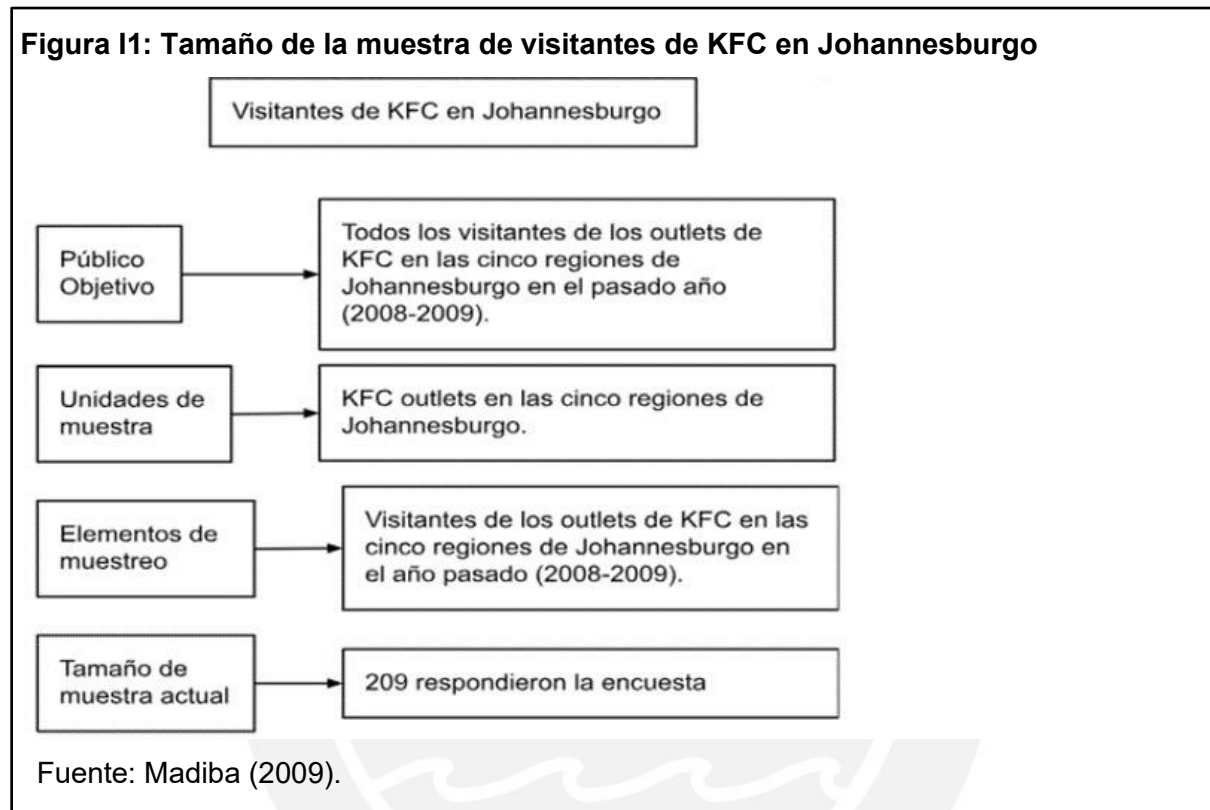 Figura I1: Tamaño de la muestra de visitantes de KFC en Johannesburgo
Visitantes de KFC en Johannesburgo
Público
Objetivo
Todos los visitantes de los outlets de
KFC en las cinco regiones de
Johannesburgo en el pasado año
(2008-2009).
Unidades de
muestra
KFC outlets en las cinco regiones de
Johannesburgo.
Elementos de
muestreo
Visitantes de los outlets de KFC en las
cinco regiones de Johannesburgo en
el año pasado (2008-2009).
Tamaño de
muestra actual
209 respondieron la encuesta
Fuente: Madiba (2009).